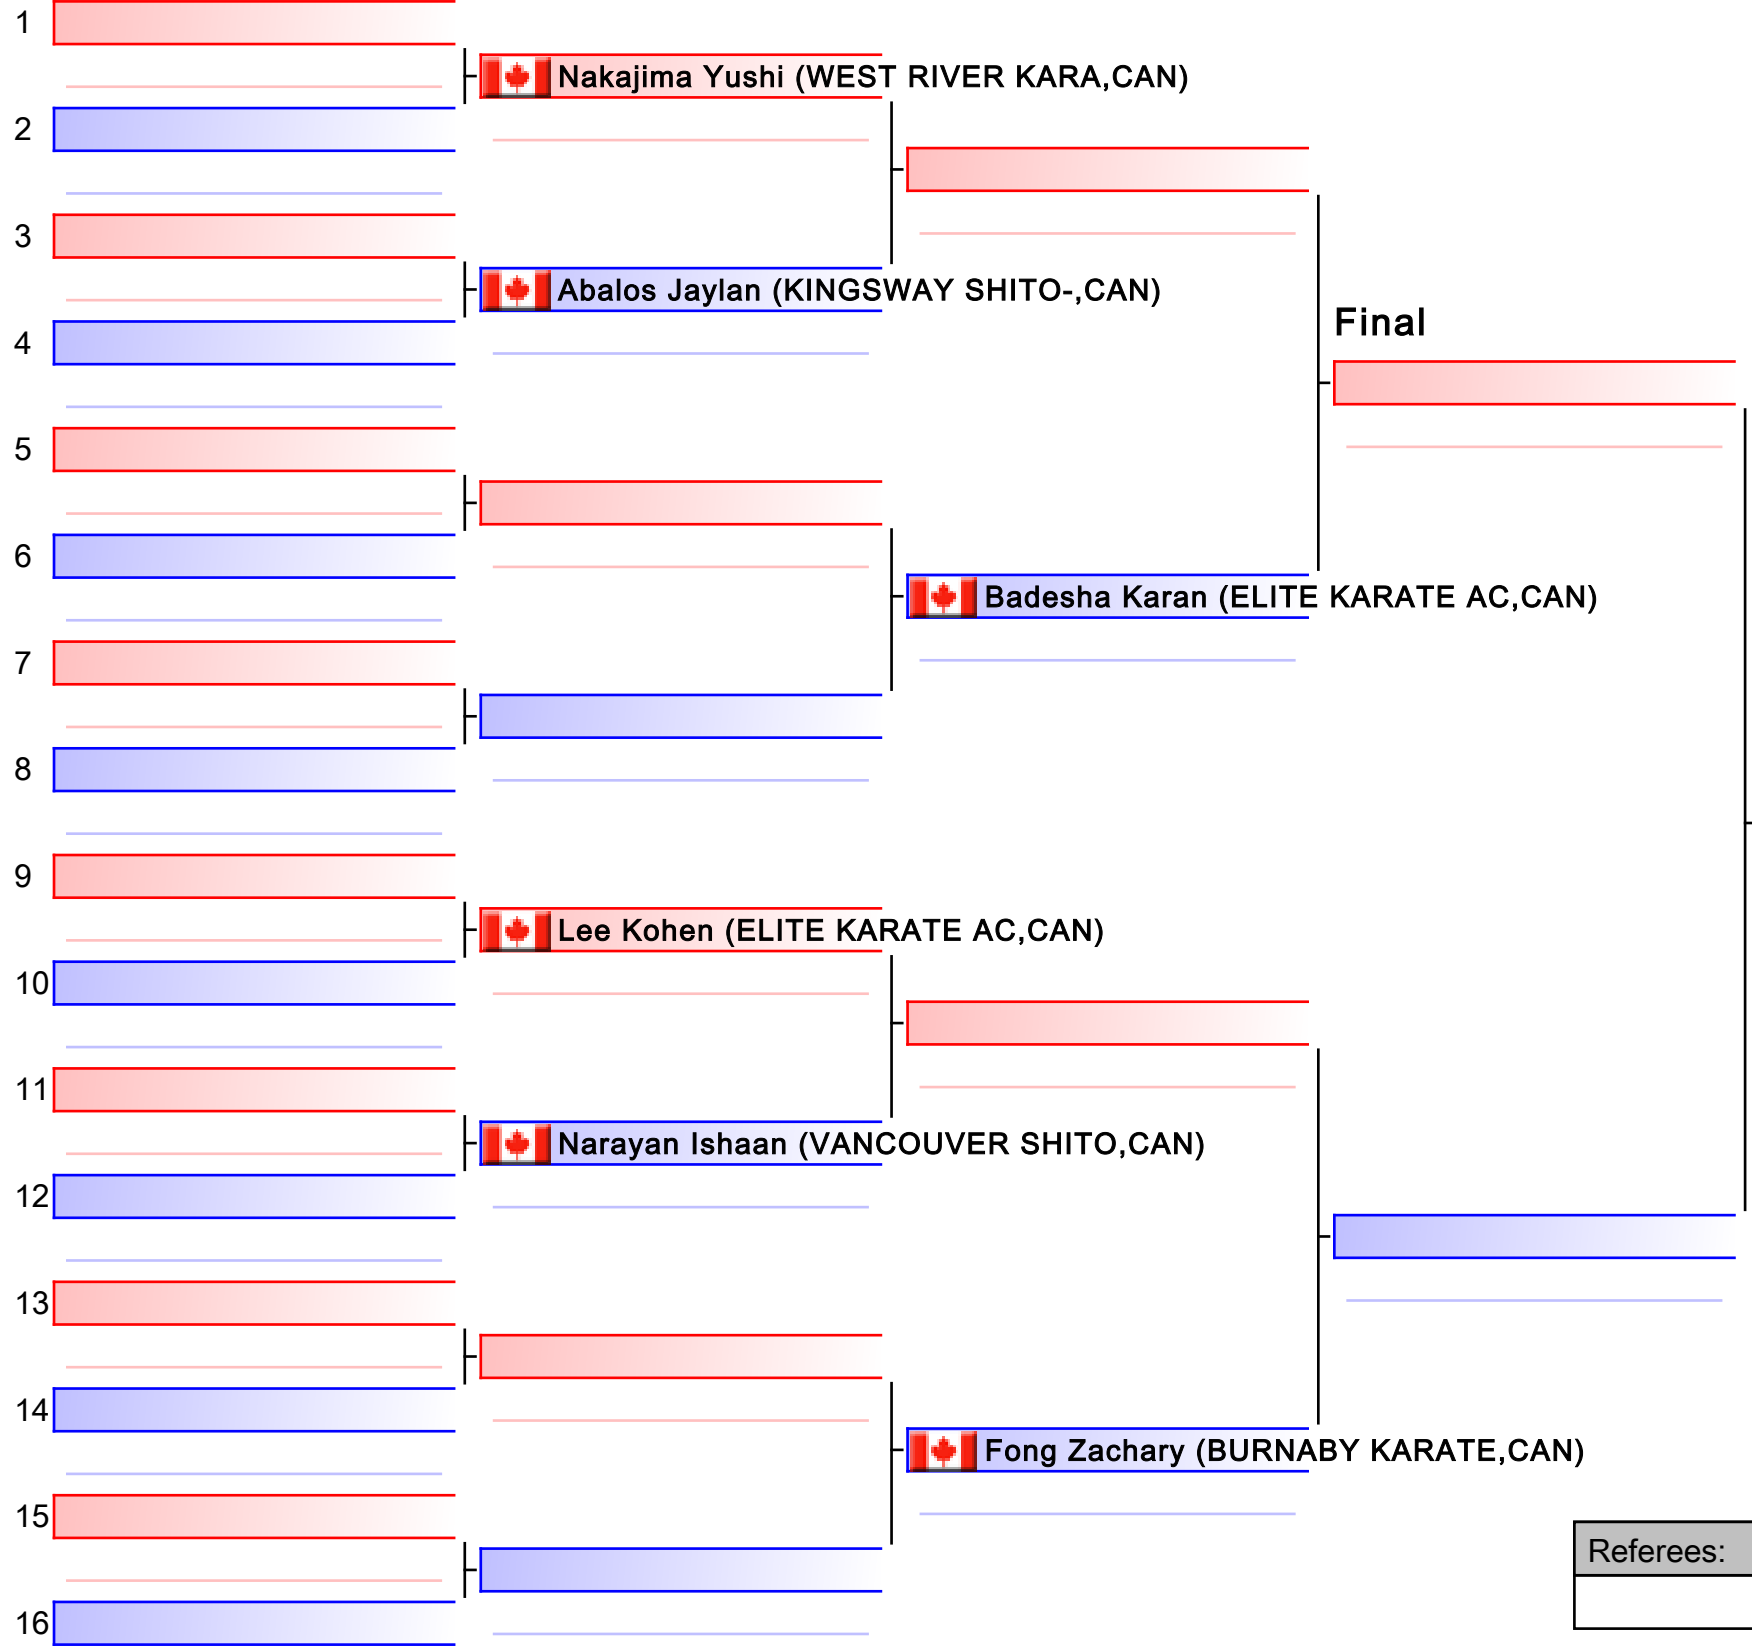 1
Nakajima Yushi (WEST RIVER KARA,CAN)
2
3
Abalos Jaylan (KINGSWAY SHITO-,CAN)
Final
4
5
6
Badesha Karan (ELITE KARATE AC,CAN)
7
8
9
Lee Kohen (ELITE KARATE AC,CAN)
10
11
Narayan Ishaan (VANCOUVER SHITO,CAN)
12
13
14
Fong Zachary (BURNABY KARATE,CAN)
15
Referees:
16